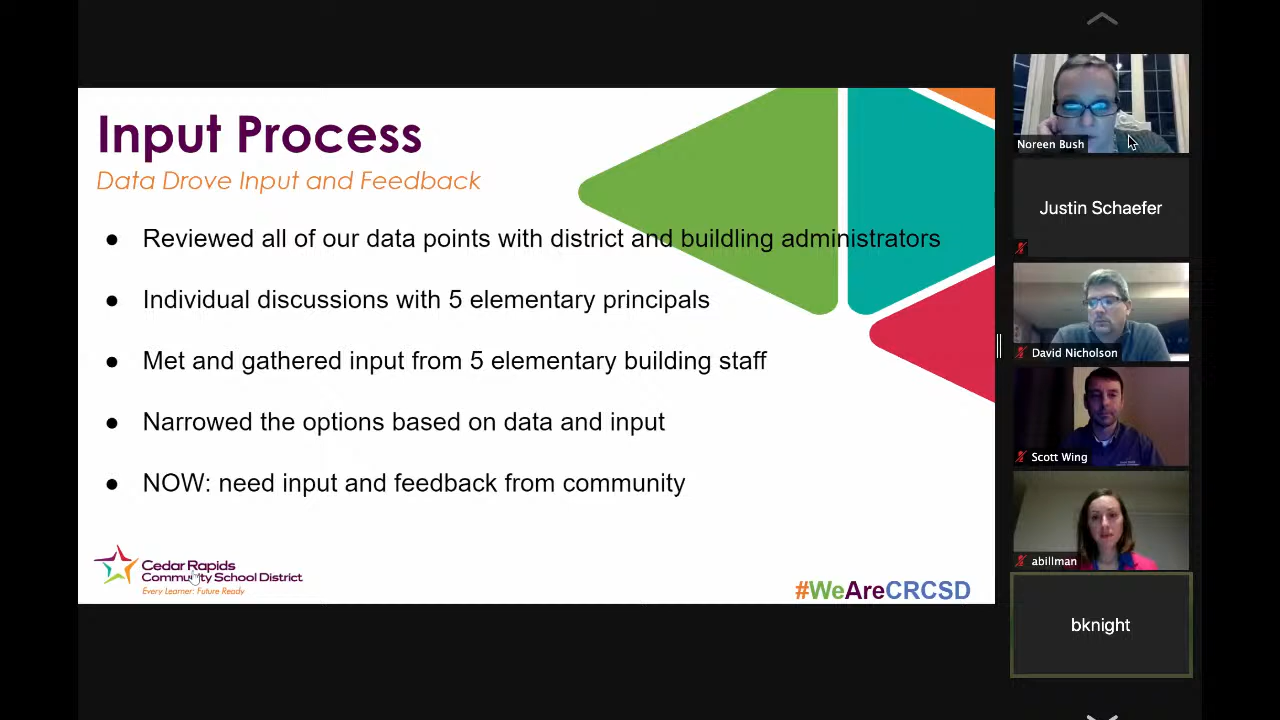 Input Process
Data Drove Input and Feedback
● Reviewed all of our data points with district and buildling administrators
● Individual discussions with 5 elementary principals
● Met and gathered input from 5 elementary building staff
● Narrowed the options based on data and input
● NOW: need input and feedback from community
Cedar Rapids
Community School District
Every Learner: Future Ready
#WeAreCRCSD
Noreen Bush
Justin Schaefer
David Nicholson
Scott Wing
abillman
bknight